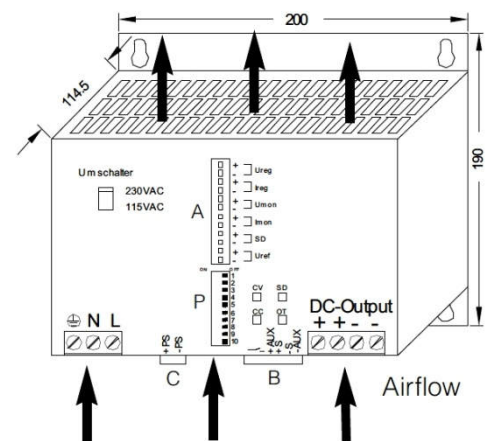 200
114.5
190
Umschalter
230VAC
115VAC
A
+
- Ureg
+
- Ireg
+
- Umon
+
- Imon
+
- SD
+
- Uref
ON OFF
P
1
2
3
4
5
6
7
8
9
10
CV SD
CC OT
DC-Output
+ + - -
N L
+PS
-PS
C
+AUX
+S
-S
-AUX
B
Airflow